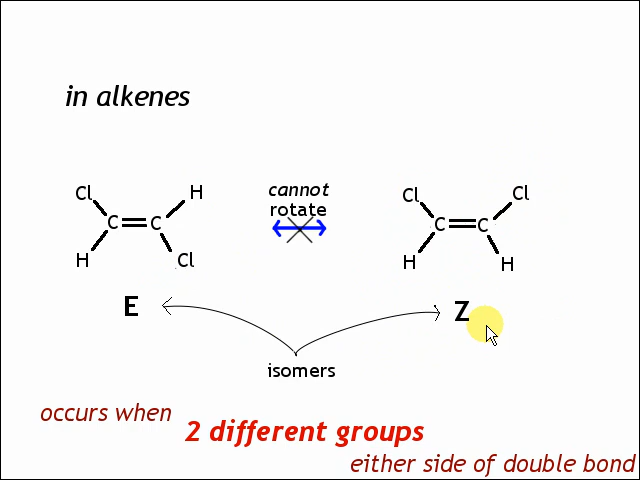 in alkenes
Cl H cannot Cl Cl
C C rotate C C
H Cl H H
E Z
isomers
occurs when
2 different groups
either side of double bond